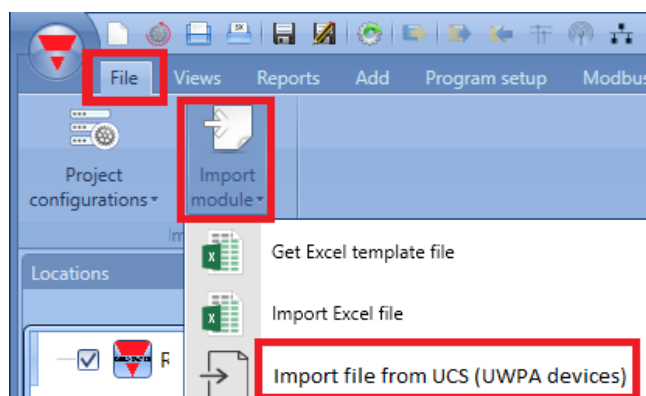 File Views Reports Add Program setup Modbus
Project
configurations
Import
module
Get Excel template file
Locations
Import Excel file
Import file from UCS (UWPA devices)